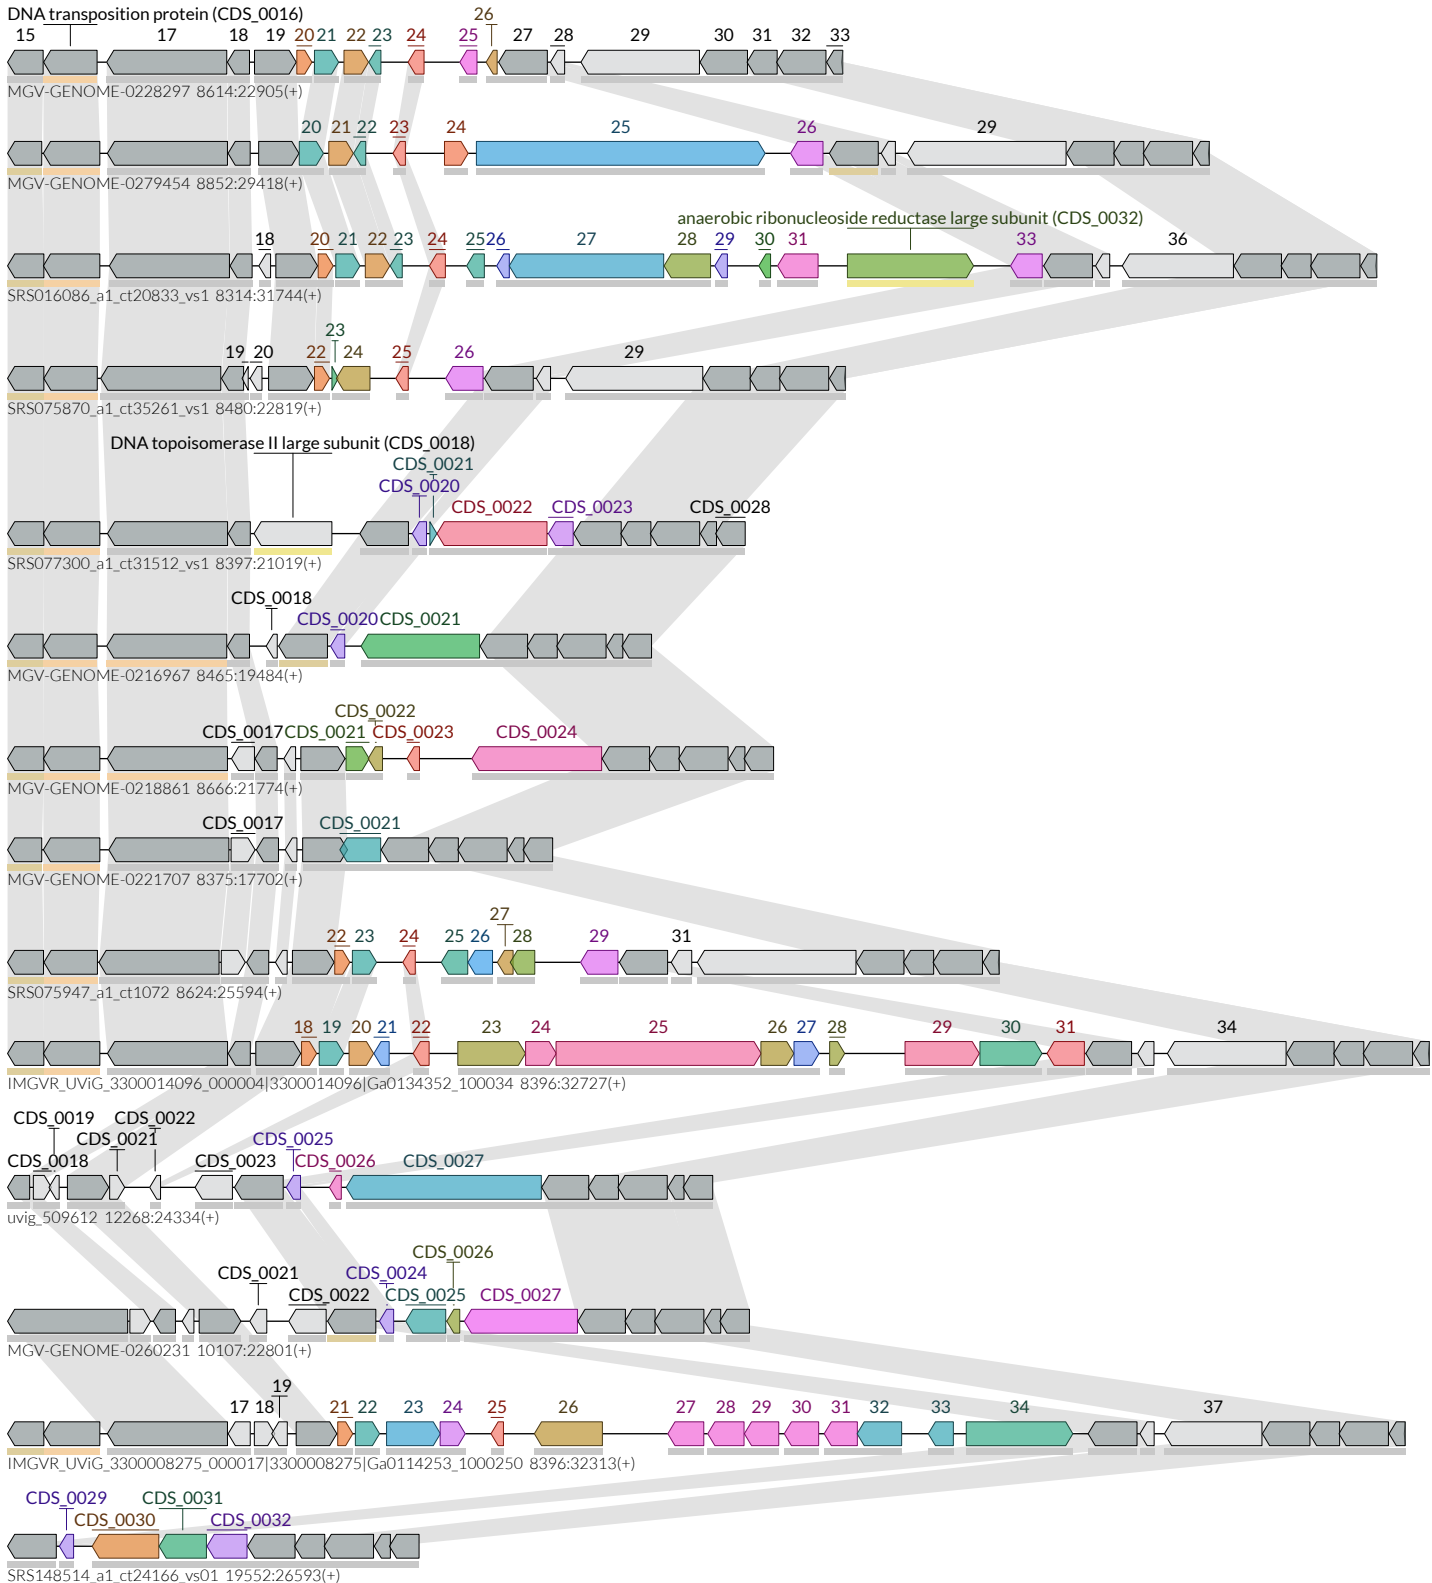 DNA transposition protein (CDS_0016)
26
15 17 18 19 20 21 22 23 24 25 27 28 29 30 31 32 33
MGV-GENOME-0228297 8614:22905(+)
20 21 22 23 24 25 26 29
MGV-GENOME-0279454 8852:29418(+)
anaerobic ribonucleoside reductase large subunit (CDS_0032)
18 20 21 22 23 24 25 26 27 28 29 30 31 33 36
SRS016086_a1_ct20833_vs1 8314:31744(+)
23
19 20 22 24 25 26 29
SRS075870_a1_ct35261_vs1 8480:22819(+)
DNA topoisomerase II large subunit (CDS_0018)
CDS_0021
CDS_0020
CDS_0022 CDS_0023 CDS_0028
SRS077300_a1_ct31512_vs1 8397:21019(+)
CDS_0018
CDS_0020 CDS_0021
MGV-GENOME-0216967 8465:19484(+)
CDS_0022
CDS_0017 CDS_0021 CDS_0023 CDS_0024
MGV-GENOME-0218861 8666:21774(+)
CDS_0017 CDS_0021
MGV-GENOME-0221707 8375:17702(+)
27
22 23 24 25 26 28 29 31
SRS075947_a1_ct1072 8624:25594(+)
18 19 20 21 22 23 24 25 26 27 28 29 30 31 34
IMGVR_UViG_3300014096_000004|3300014096|Ga0134352_100034 8396:32727(+)
CDS_0019 CDS_0022
CDS_0021 CDS_0025
CDS_0018 CDS_0023 CDS_0026 CDS_0027
uvig_509612 12268:24334(+)
CDS_0026
CDS_0021 CDS_0024
CDS_0022 CDS_0025 CDS_0027
MGV-GENOME-0260231 10107:22801(+)
19
17 18 21 22 23 24 25 26 27 28 29 30 31 32 33 34 37
IMGVR_UViG_3300008275_000017|3300008275|Ga0114253_1000250 8396:32313(+)
CDS_0029 CDS_0031
CDS_0030 CDS_0032
SRS148514_a1_ct24166_vs01 19552:26593(+)